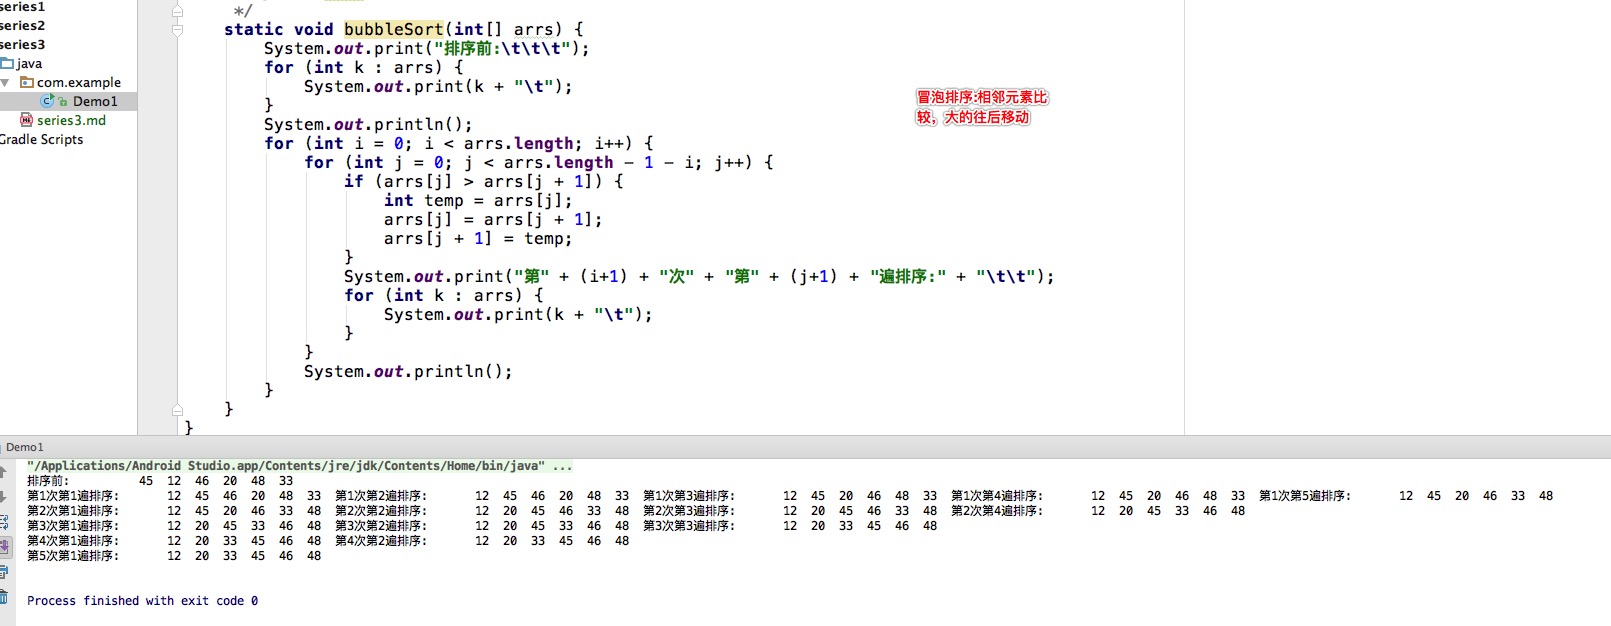 series1
series2
series3
java
com.example
Demo1
series3.md
Gradle Scripts
*/
static void bubbleSort(int[] arrs) {
System.out.print("排序前:\t\t\t");
for (int k : arrs) {
System.out.print(k + "\t");
}
System.out.println();
for (int i = 0; i < arrs.length; i++) {
for (int j = 0; j < arrs.length - 1 - i; j++) {
if (arrs[j] > arrs[j + 1]) {
int temp = arrs[j];
arrs[j] = arrs[j + 1];
arrs[j + 1] = temp;
}
System.out.print("第" + (i+1) + "次" + "第" + (j+1) + "遍排序:" + "\t\t");
for (int k : arrs) {
System.out.print(k + "\t");
}
}
System.out.println();
}
}
}
冒泡排序:相邻元素比
较，大的往后移动
Demo1
"/Applications/Android Studio.app/Contents/jre/jdk/Contents/Home/bin/java" ...
排序前: 45 12 46 20 48 33
第1次第1遍排序: 12 45 46 20 48 33 第1次第2遍排序: 12 45 46 20 48 33 第1次第3遍排序: 12 45 20 46 48 33 第1次第4遍排序: 12 45 20 46 48 33 第1次第5遍排序: 12 45 20 46 33 48
第2次第1遍排序: 12 45 20 46 33 48 第2次第2遍排序: 12 20 45 46 33 48 第2次第3遍排序: 12 20 45 46 33 48 第2次第4遍排序: 12 20 45 33 46 48
第3次第1遍排序: 12 20 45 33 46 48 第3次第2遍排序: 12 20 33 45 46 48 第3次第3遍排序: 12 20 33 45 46 48
第4次第1遍排序: 12 20 33 45 46 48 第4次第2遍排序: 12 20 33 45 46 48
第5次第1遍排序: 12 20 33 45 46 48
Process finished with exit code 0